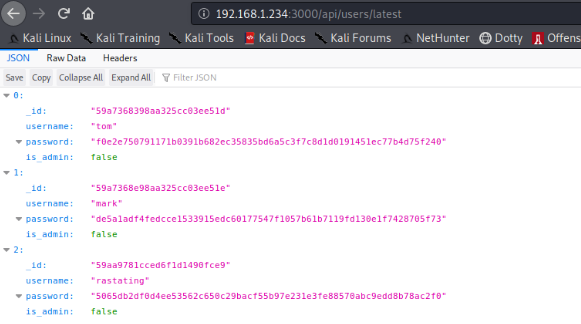 192.168.1.234:3000/api/users/latest
Kali Linux Kali Training Kali Tools Kali Docs Kali Forums NetHunter Dotty Offens
JSON Raw Data Headers
Save Copy Collapse All Expand All Filter JSON
0:
_id: "59a7368398aa325cc03ee51d"
username: "tom"
password: "f0e2e750791171b0391b682ec35835bd6a5c3f7c8d1d0191451ec77b4d75f240"
is_admin: false
1:
_id: "59a7368e98aa325cc03ee51e"
username: "mark"
password: "de5a1adf4fedcce1533915edc60177547f1057b61b7119fd130e1f7428705f73"
is_admin: false
2:
_id: "59aa9781cced6f1d1490fce9"
username: "rastating"
password: "5065db2df0d4ee53562c650c29bacf55b97e231e3fe88570abc9edd8b78ac2f0"
is_admin: false